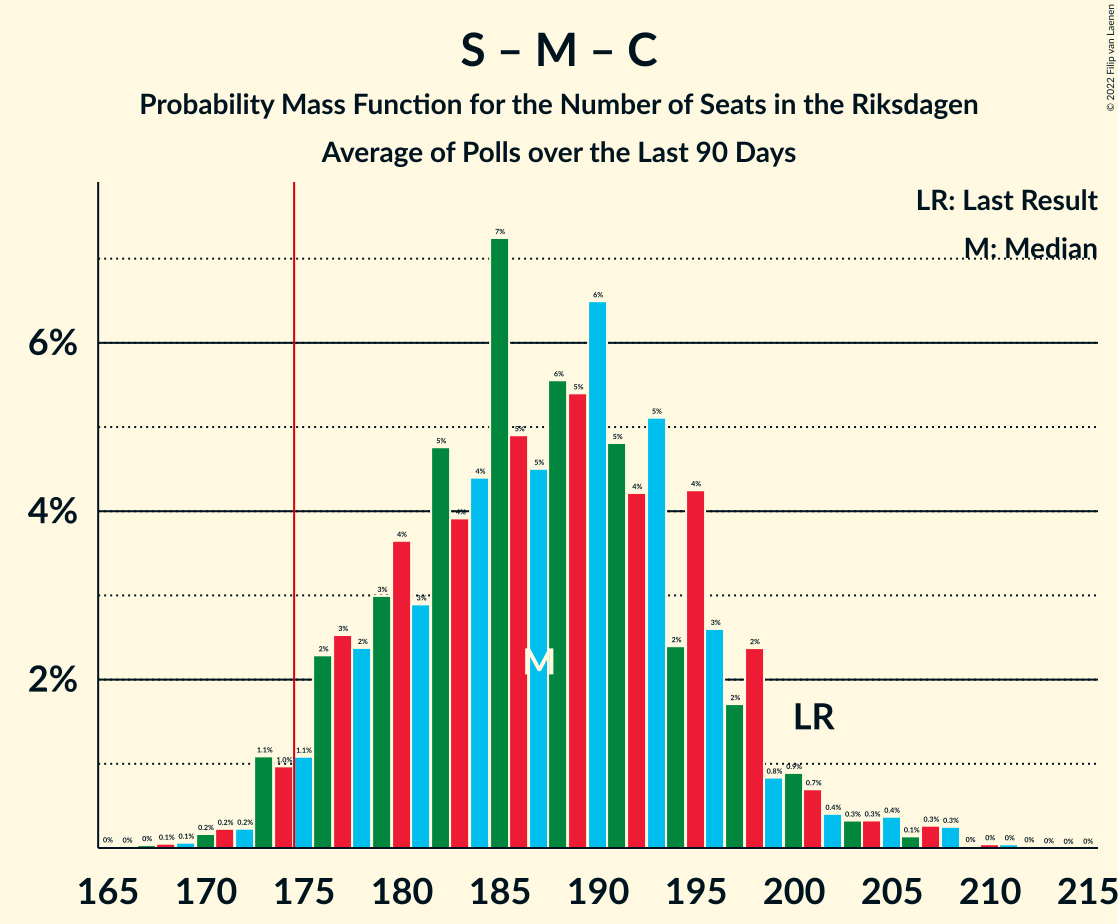 S – M – C
Probability Mass Function for the Number of Seats in the Riksdagen
Average of Polls over the Last 90 Days
© 2022 Filip van Laenen
LR: Last Result
M: Median
6%
4%
2%
0% 0% 0% 0.1% 0.1% 0.2% 0.2% 0.2% 1.1% 1.0% 1.1% 2% 3% 2% 3% 4% 3% 5% 4% 4% 7% 5% 5% 6% 5% 6% 5% 4% 5% 2% 4% 3% 2% 2% 0.8% 0.9% 0.7% 0.4% 0.3% 0.3% 0.4% 0.1% 0.3% 0.3% 0% 0% 0% 0% 0% 0% 0%
M
LR
165 170 175 180 185 190 195 200 205 210 215